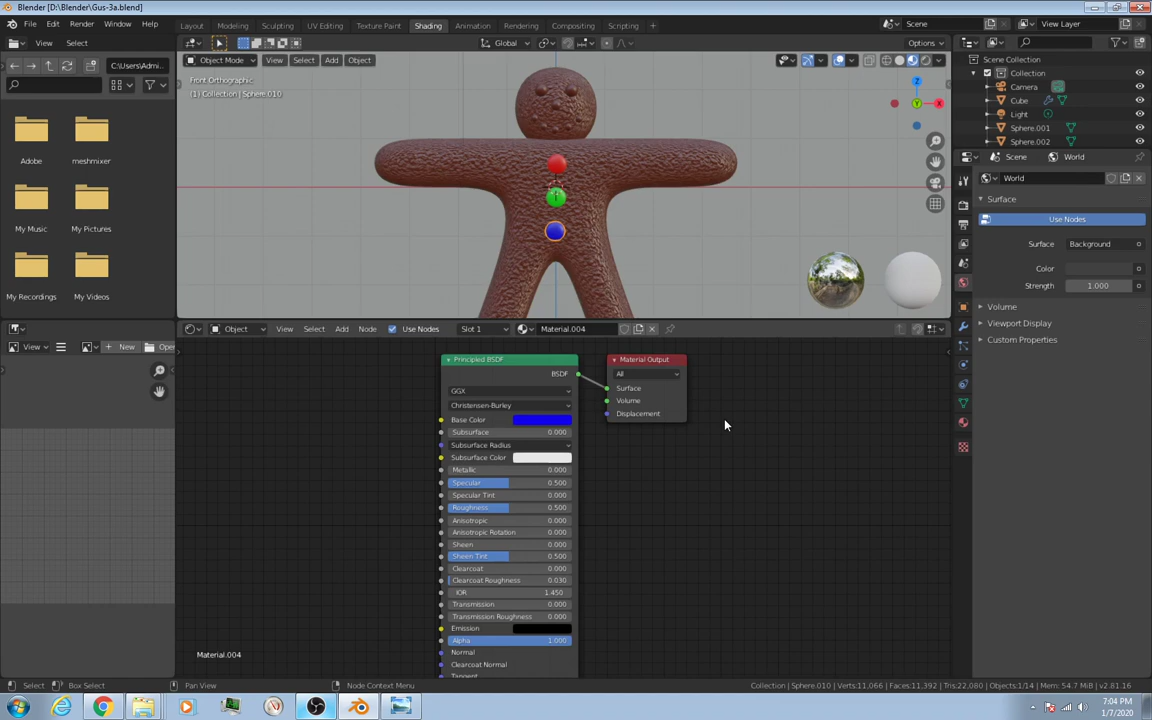 Blender [D:\Blender\Gus-3a.blend]
File Edit Render Window Help
Layout Modeling Sculpting UV Editing Texture Paint Shading Animation Rendering Compositing Scripting
Scene
View Layer
View Select
Global
Options
C:\Users\Admi...
Object Mode View Select Add Object
Front Orthographic
(1) Collection | Sphere.010
Adobe meshmixer
My Music My Pictures
My Recordings My Videos
Z
X
Y
Scene Collection
Collection
Camera
Cube
Light
Sphere.001
Sphere.002
Scene World
World
Surface
Use Nodes
Surface Background
Color
Strength 1.000
Volume
Viewport Display
Custom Properties
View New Open
Object View Select Add Node Use Nodes Slot 1 Material.004
Principled BSDF
BSDF
GGX
Christensen-Burley
Base Color
Subsurface 0.000
Subsurface Radius
Subsurface Color
Metallic 0.000
Specular 0.500
Specular Tint 0.000
Roughness 0.500
Anisotropic 0.000
Anisotropic Rotation 0.000
Sheen 0.000
Sheen Tint 0.500
Clearcoat 0.000
Clearcoat Roughness 0.030
IOR 1.450
Transmission 0.000
Transmission Roughness 0.000
Emission
Alpha 1.000
Normal
Clearcoat Normal
Tangent
Material Output
All
Surface
Volume
Displacement
Material.004
Select Box Select Pan View Node Context Menu
Collection | Sphere.010 | Verts:11,066 | Faces:11,392 | Tris:22,080 | Objects:1/14 | Mem: 54.7 MiB | v2.81.16
7:04 PM
1/7/2020